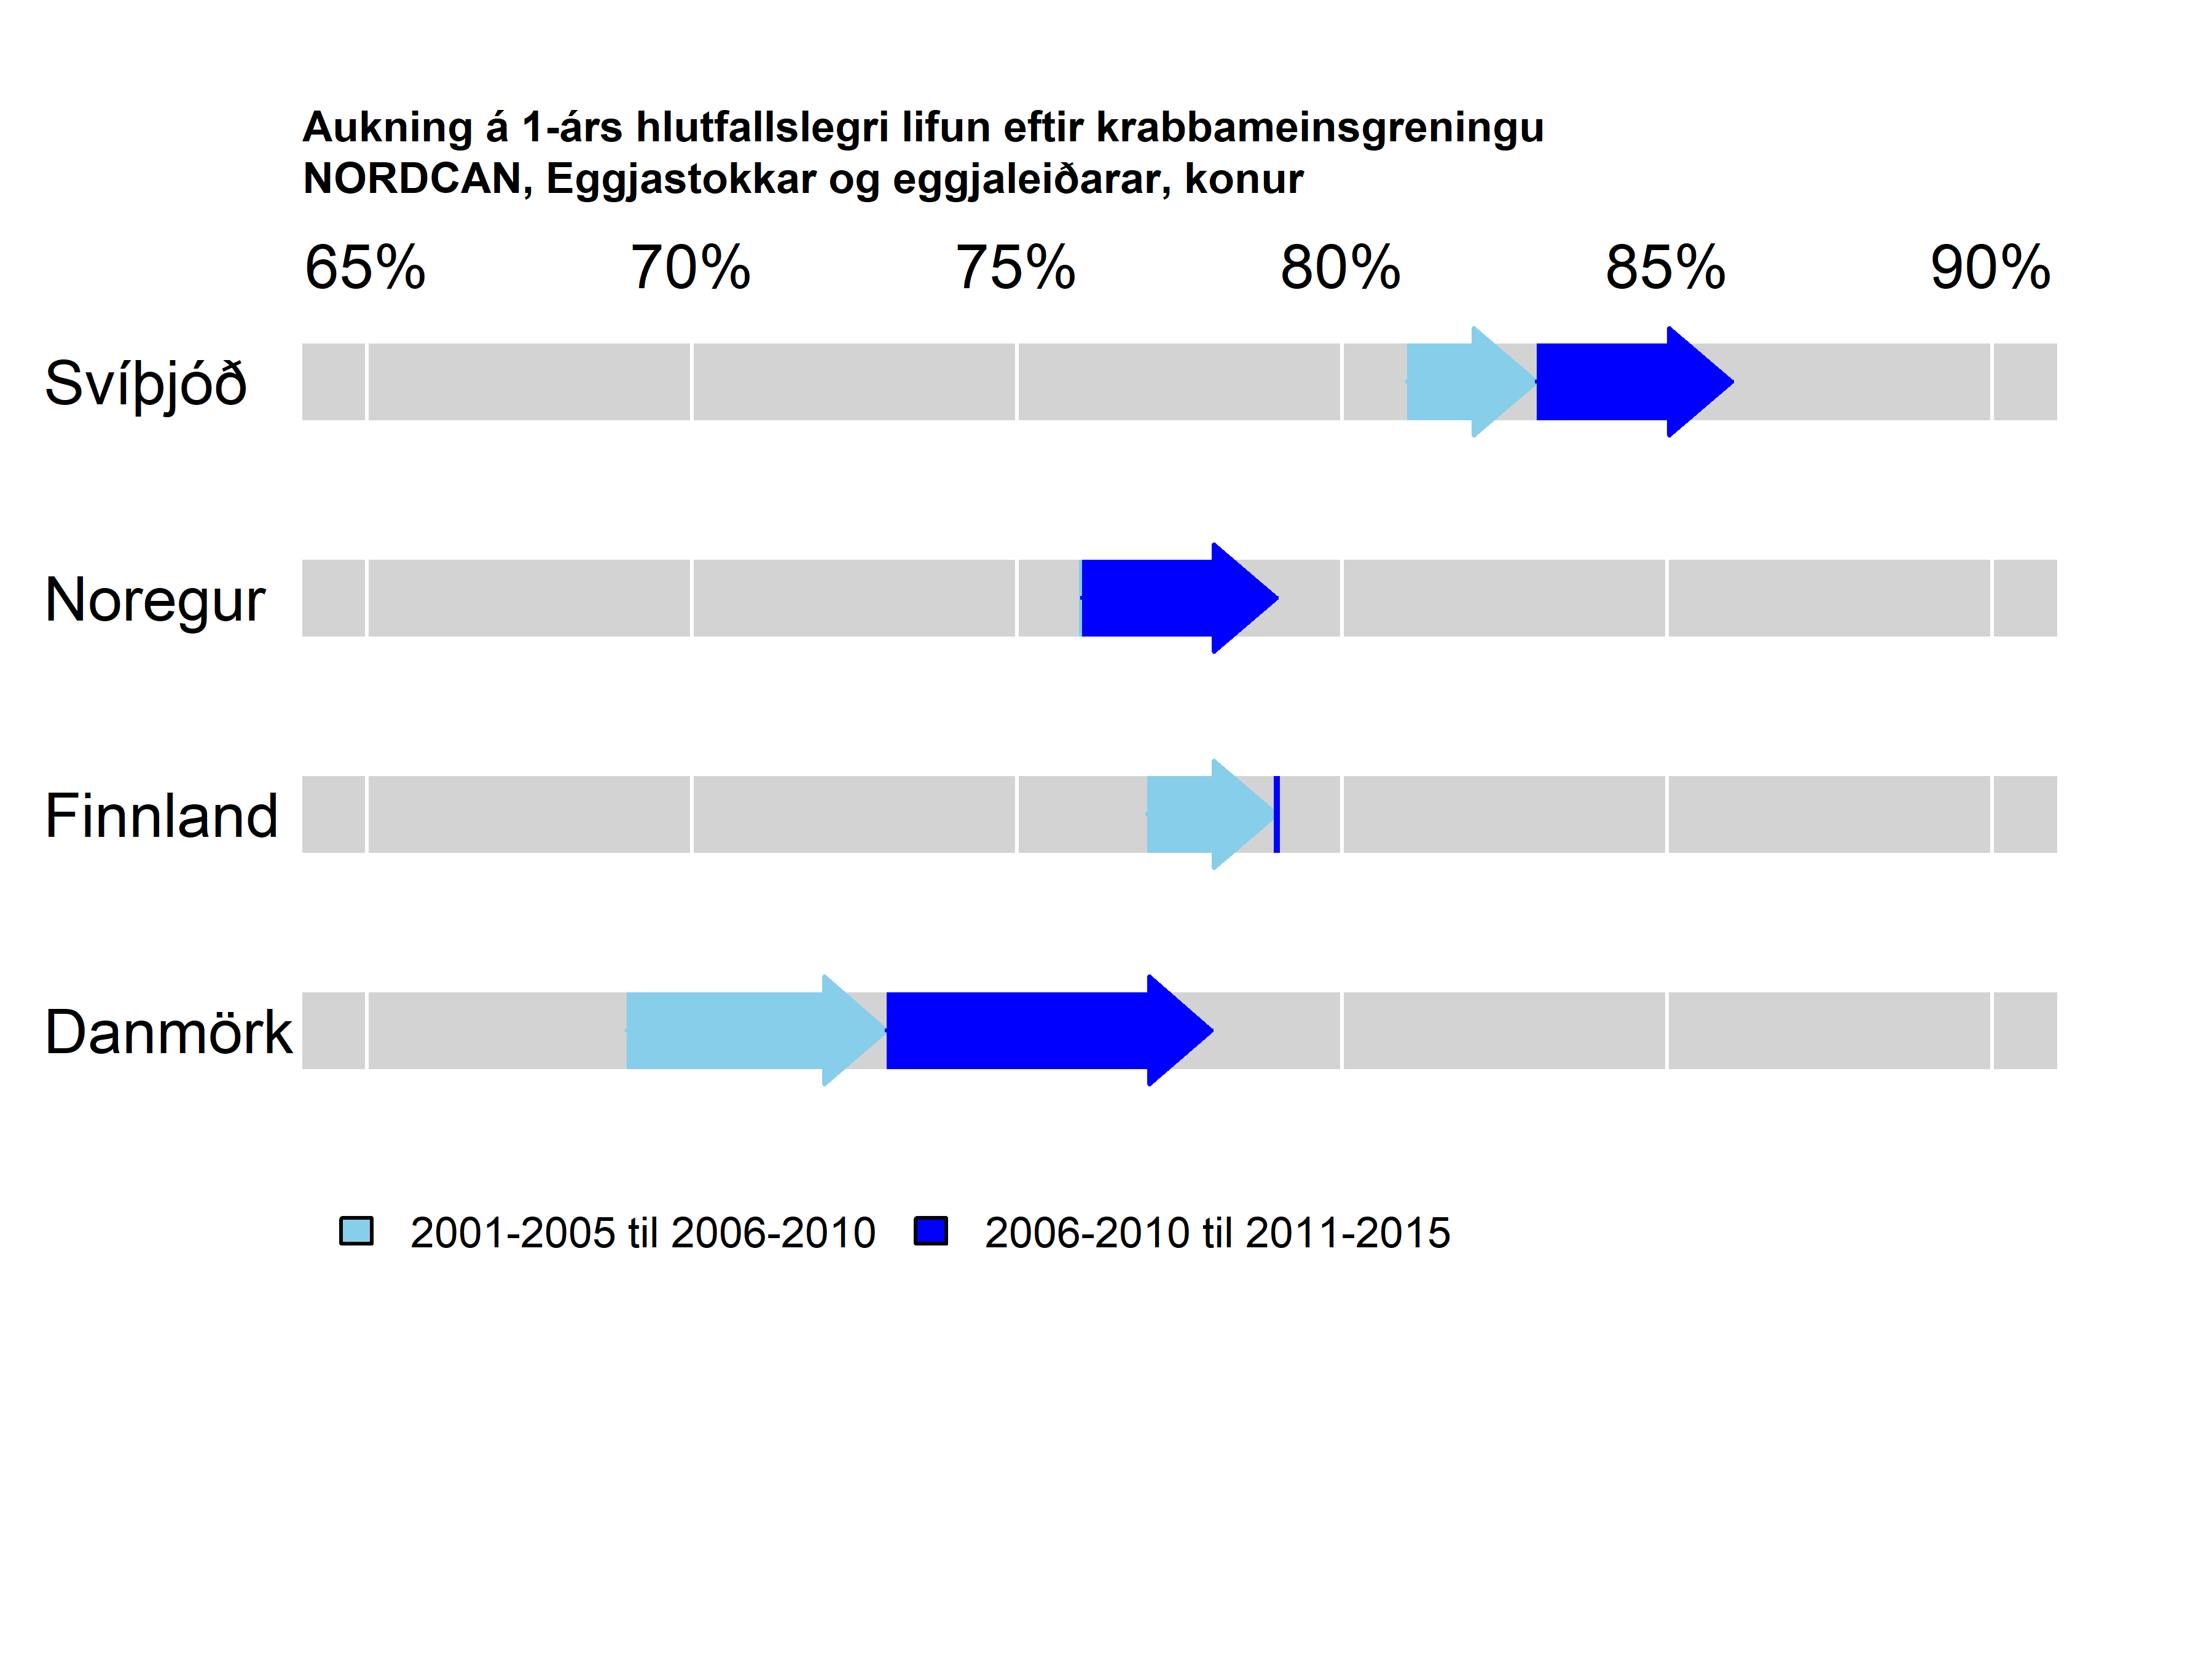 Aukning á 1-árs hlutfallslegri lifun eftir krabbameinsgreningu
NORDCAN, Eggjastokkar og eggjaleiðarar, konur
65% 70% 75% 80% 85% 90%
Svíþjóð
Noregur
Finnland
Danmörk
2001-2005 til 2006-2010 2006-2010 til 2011-2015